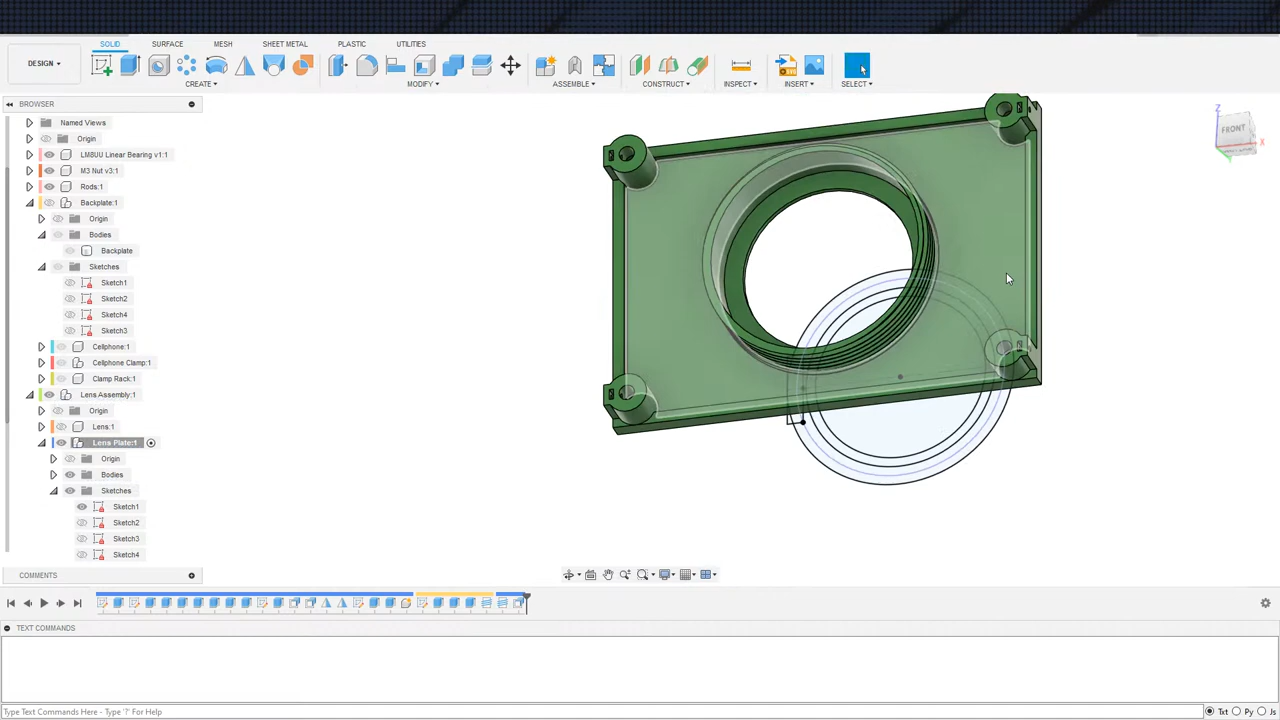 SOLID SURFACE MESH SHEET METAL PLASTIC UTILITIES
DESIGN
CREATE MODIFY ASSEMBLE CONSTRUCT INSPECT INSERT SELECT
BROWSER
Named Views
Origin
LM8UU Linear Bearing v1:1
M3 Nut v3:1
Rods:1
Backplate:1
Origin
Bodies
Backplate
Sketches
Sketch1
Sketch2
Sketch4
Sketch3
Cellphone:1
Cellphone Clamp:1
Clamp Rack:1
Lens Assembly:1
Origin
Lens:1
Lens Plate:1
Origin
Bodies
Sketches
Sketch1
Sketch2
Sketch3
Sketch4
Z
FRONT
X
COMMENTS
TEXT COMMANDS
Type Text Commands Here - Type '?' For Help
Txt Py Js